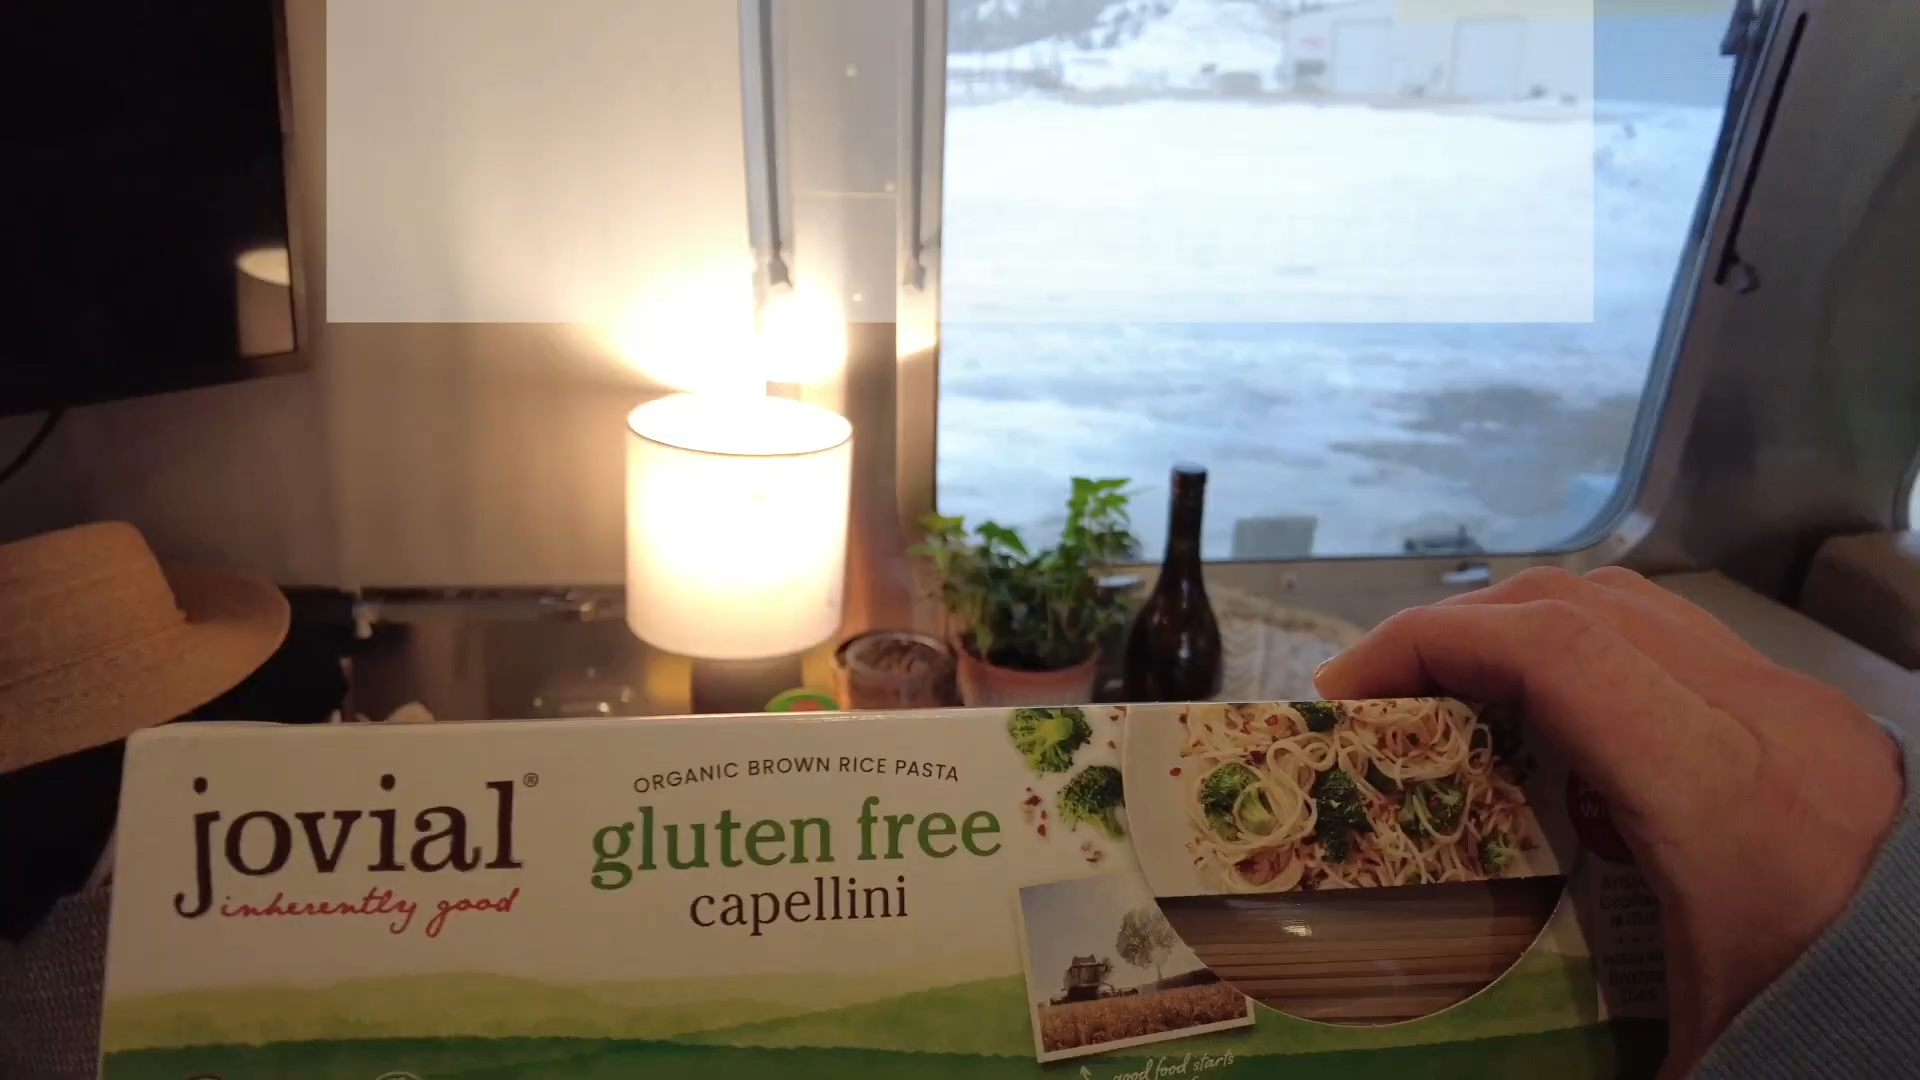 jovial®
inherently good
ORGANIC BROWN RICE PASTA
gluten free
capellini
good food starts